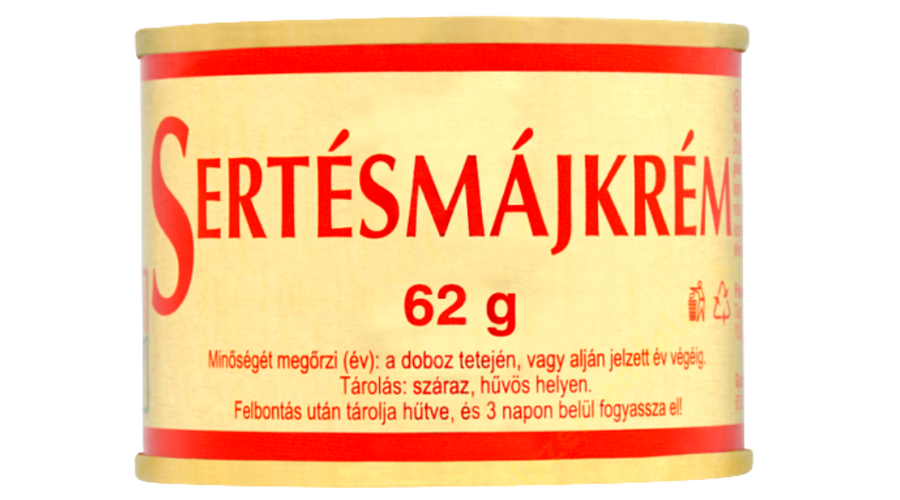 SERTÉSMÁJKRÉM
62 g
Minőségét megőrzi (év): a doboz tetején, vagy alján jelzett év végéig.
Tárolás: száraz, hűvös helyen.
Felbontás után tárolja hűtve, és 3 napon belül fogyassza el!